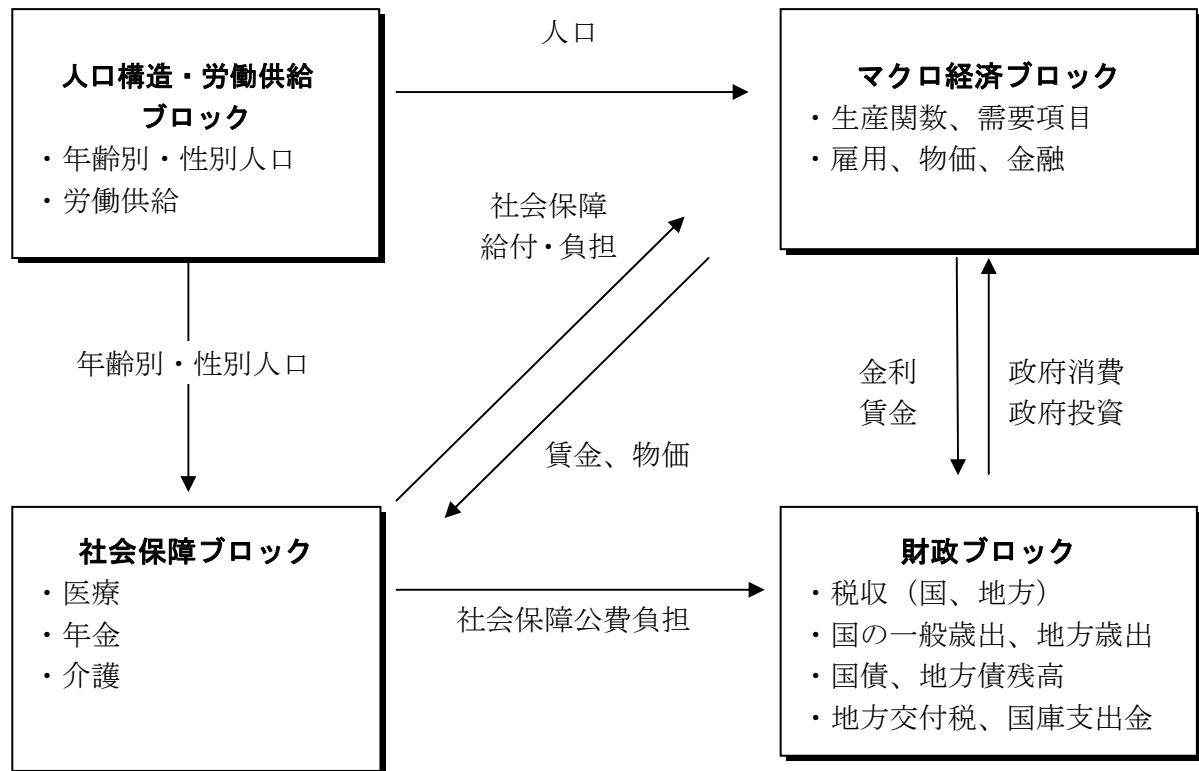 人口構造・労働供給
ブロック
・年齢別・性別人口
・労働供給
人口
マクロ経済ブロック
・生産関数、需要項目
・雇用、物価、金融
社会保障
給付・負担
年齢別・性別人口
賃金、物価
金利
賃金
政府消費
政府投資
社会保障ブロック
・医療
・年金
・介護
社会保障公費負担
財政ブロック
・税収（国、地方）
・国の一般歳出、地方歳出
・国債、地方債残高
・地方交付税、国庫支出金